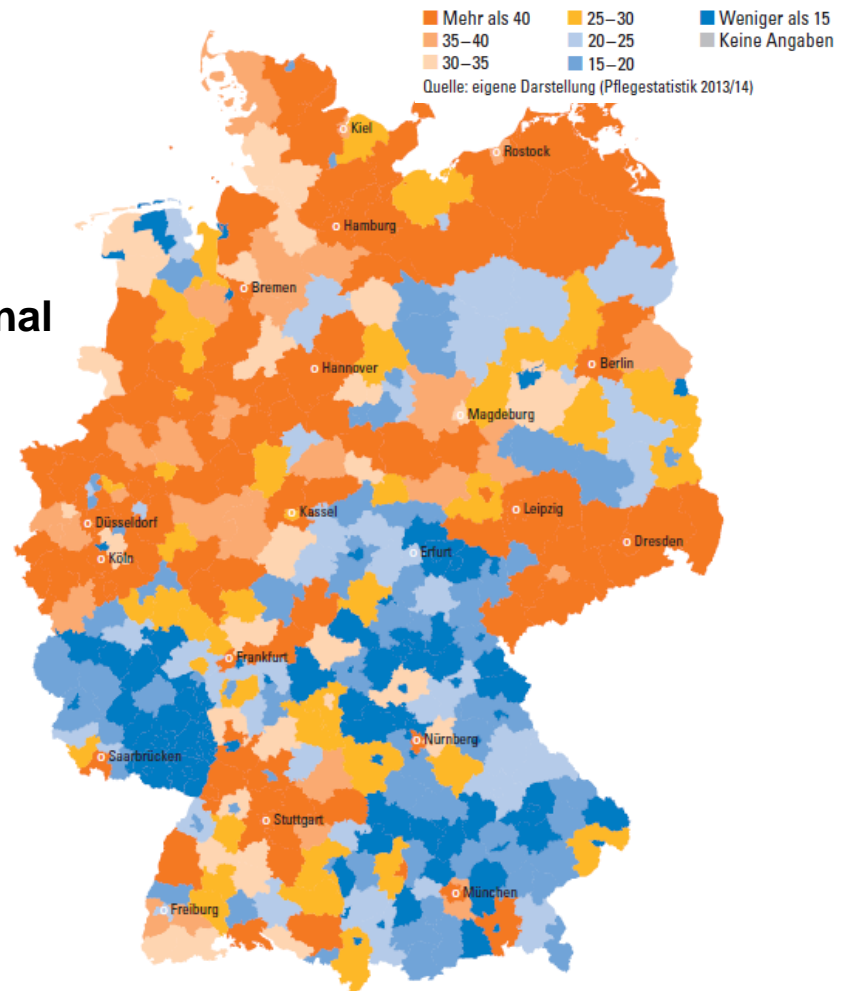 Mehr als 40
35–40
30–35
25–30
20–25
15–20
Weniger als 15
Keine Angaben
Quelle: eigene Darstellung (Pflegestatistik 2013/14)
Kiel
Rostock
Hamburg
Bremen
nal
Berlin
Hannover
Magdeburg
Kassel
Leipzig
Düsseldorf
Dresden
Köln
Erfurt
Frankfurt
Nürnberg
Saarbrücken
Stuttgart
München
Freiburg